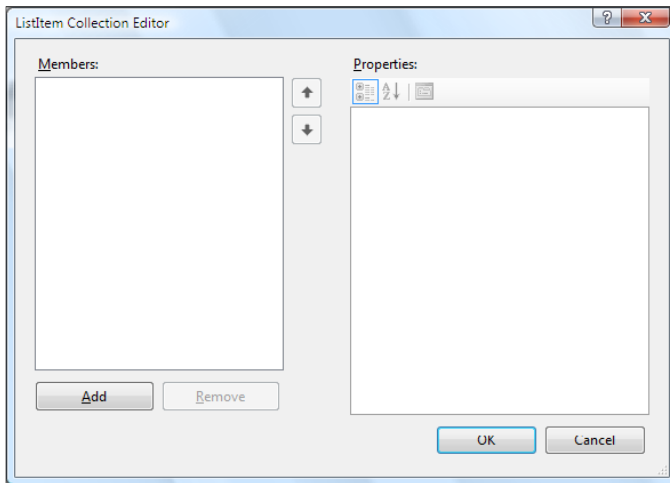 ListItem Collection Editor
Members:
Properties:
Add
Remove
OK
Cancel